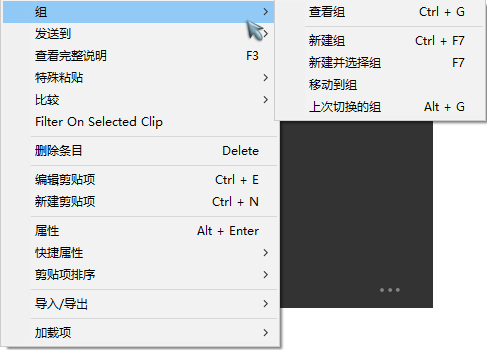 组
发送到
查看完整说明 F3
特殊粘贴
比较
Filter On Selected Clip
删除条目 Delete
编辑剪贴项 Ctrl + E
新建剪贴项 Ctrl + N
属性 Alt + Enter
快捷属性
剪贴项排序
导入/导出
加载项
查看组 Ctrl + G
新建组 Ctrl + F7
新建并选择组 F7
移动到组
上次切换的组 Alt + G